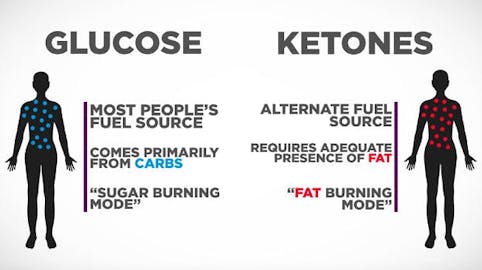 GLUCOSE
MOST PEOPLE'S
FUEL SOURCE
COMES PRIMARILY
FROM CARBS
“SUGAR BURNING
MODE”
KETONES
ALTERNATE FUEL
SOURCE
REQUIRES ADEQUATE
PRESENCE OF FAT
“FAT BURNING
MODE”